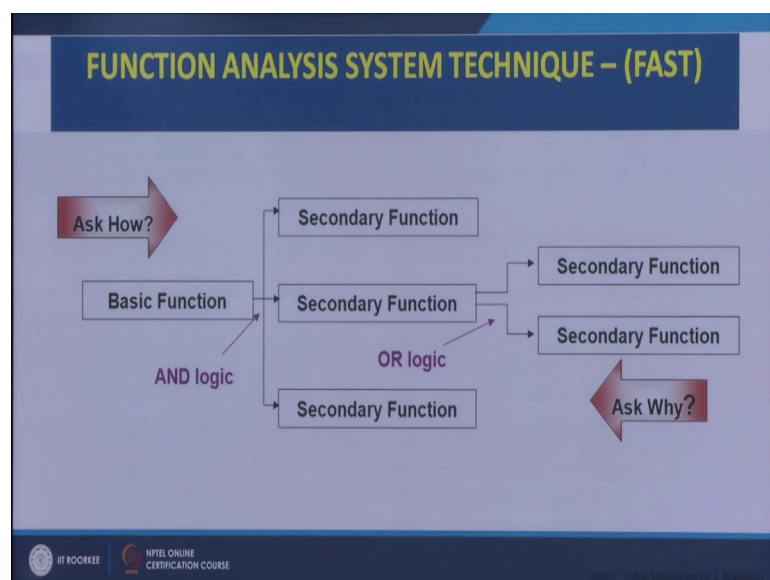 FUNCTION ANALYSIS SYSTEM TECHNIQUE – (FAST)
Ask How?
Secondary Function
Basic Function
Secondary Function
Secondary Function
Secondary Function
AND logic
OR logic
Secondary Function
Ask Why?
IIT ROORKEE
NPTEL ONLINE
CERTIFICATION COURSE